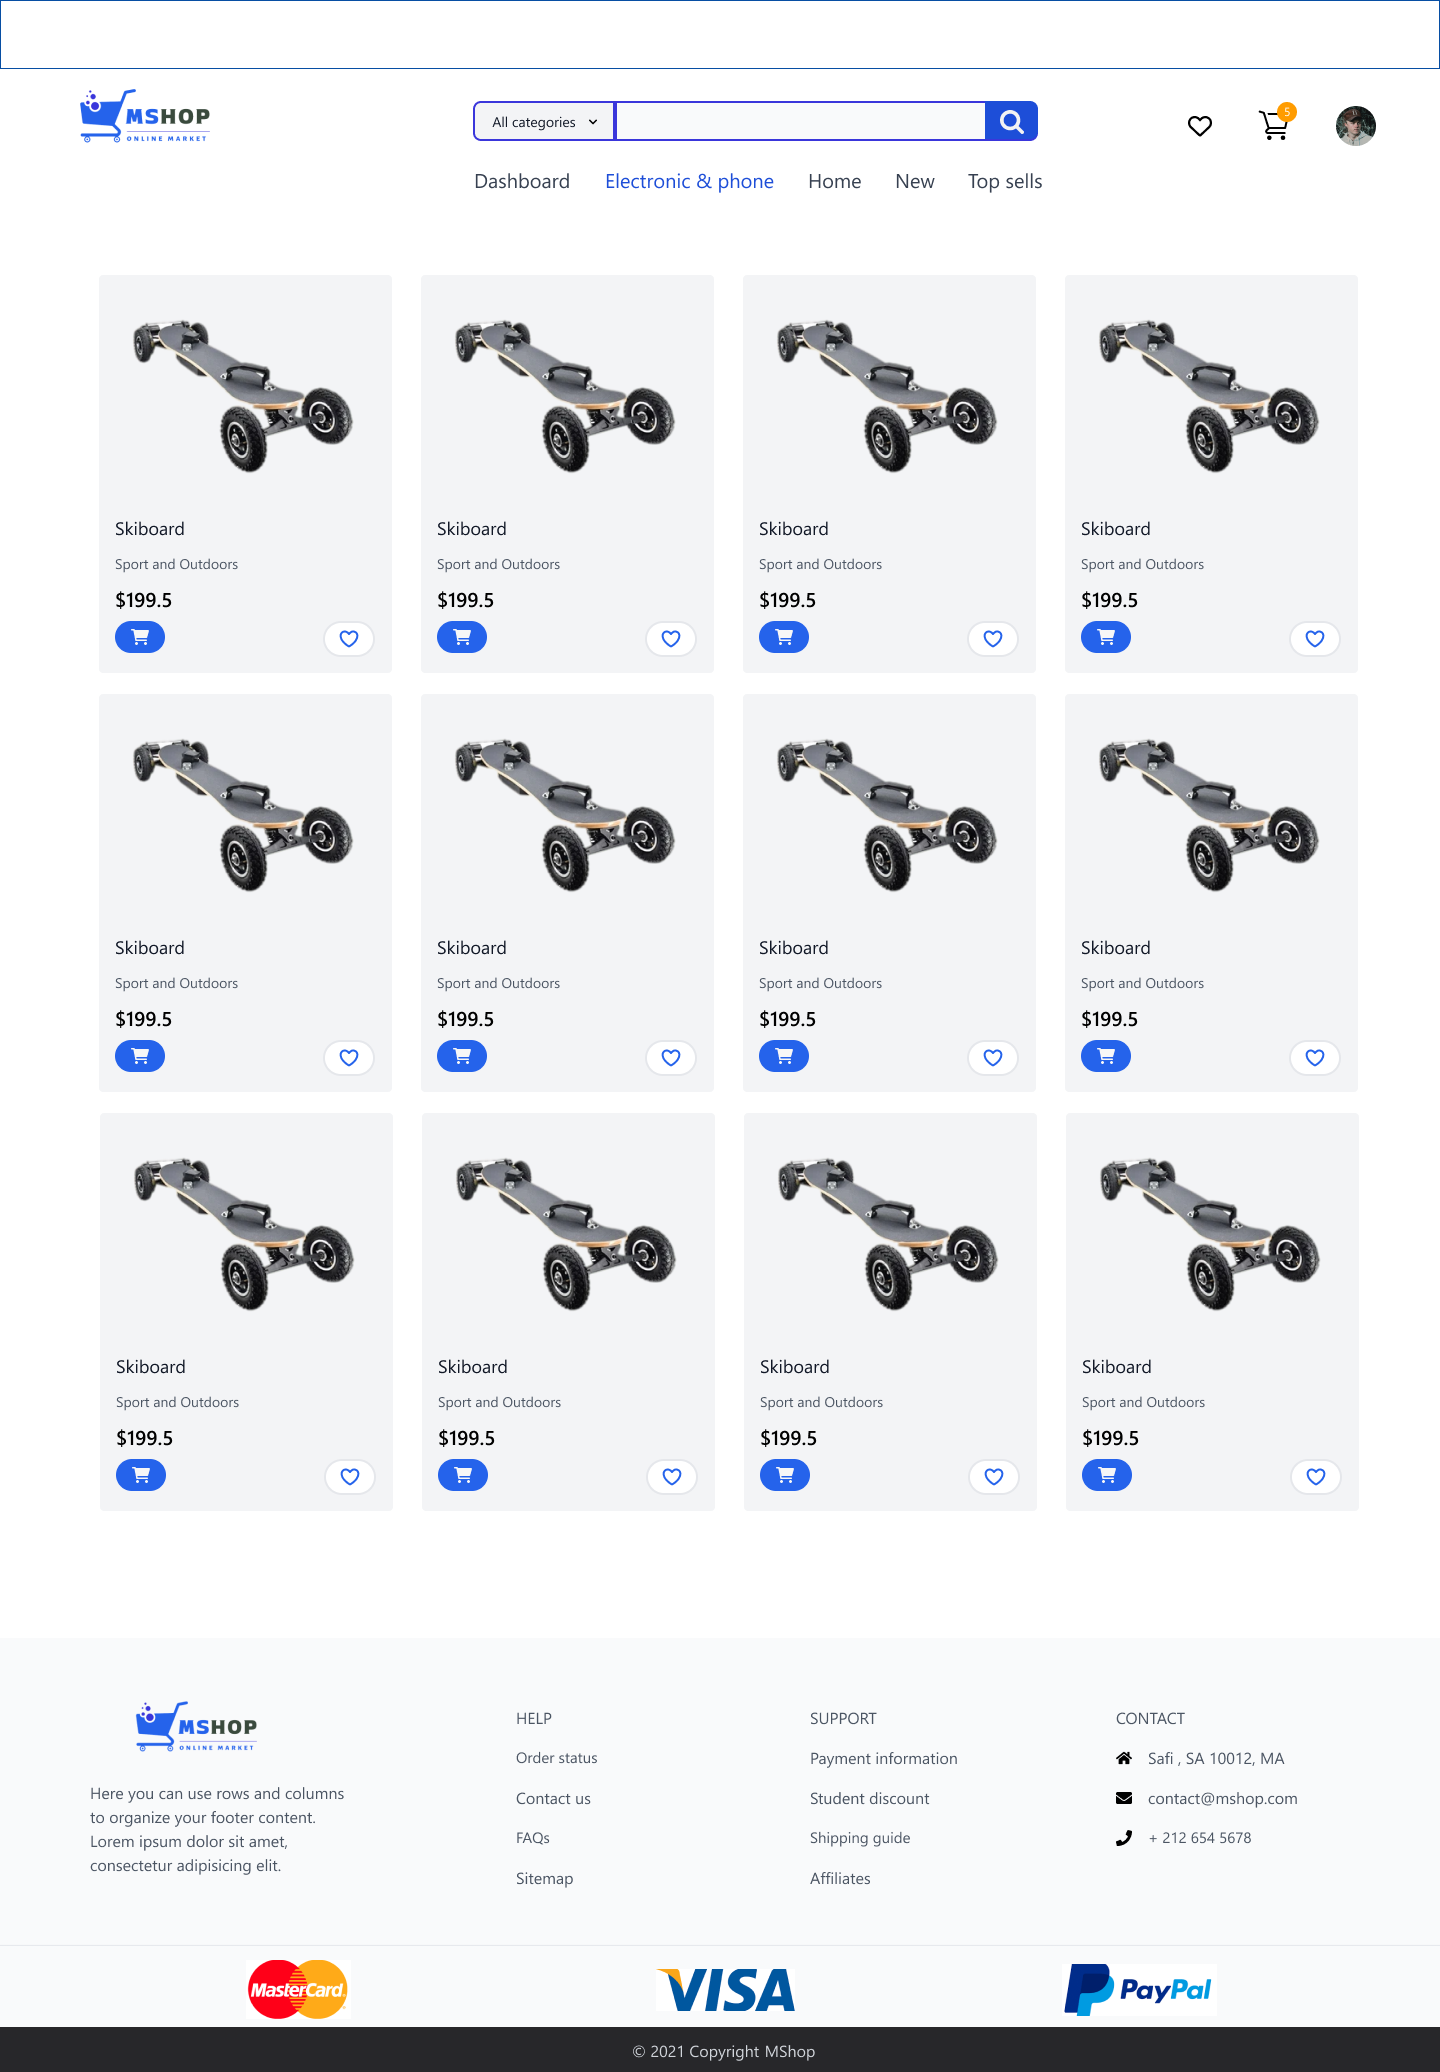 MSHOP
ONLINE MARKET
All categories
5
Dashboard Electronic & phone Home New Top sells
Skiboard Skiboard Skiboard Skiboard
Sport and Outdoors Sport and Outdoors Sport and Outdoors Sport and Outdoors
$199.5 $199.5 $199.5 $199.5
Skiboard Skiboard Skiboard Skiboard
Sport and Outdoors Sport and Outdoors Sport and Outdoors Sport and Outdoors
$199.5 $199.5 $199.5 $199.5
Skiboard Skiboard Skiboard Skiboard
Sport and Outdoors Sport and Outdoors Sport and Outdoors Sport and Outdoors
$199.5 $199.5 $199.5 $199.5
MSHOP
ONLINE MARKET
Here you can use rows and columns
to organize your footer content.
Lorem ipsum dolor sit amet,
consectetur adipisicing elit.
HELP
Order status
Contact us
FAQs
Sitemap
SUPPORT
Payment information
Student discount
Shipping guide
Affiliates
CONTACT
Safi , SA 10012, MA
contact@mshop.com
+ 212 654 5678
MasterCard
VISA
PayPal
© 2021 Copyright MShop